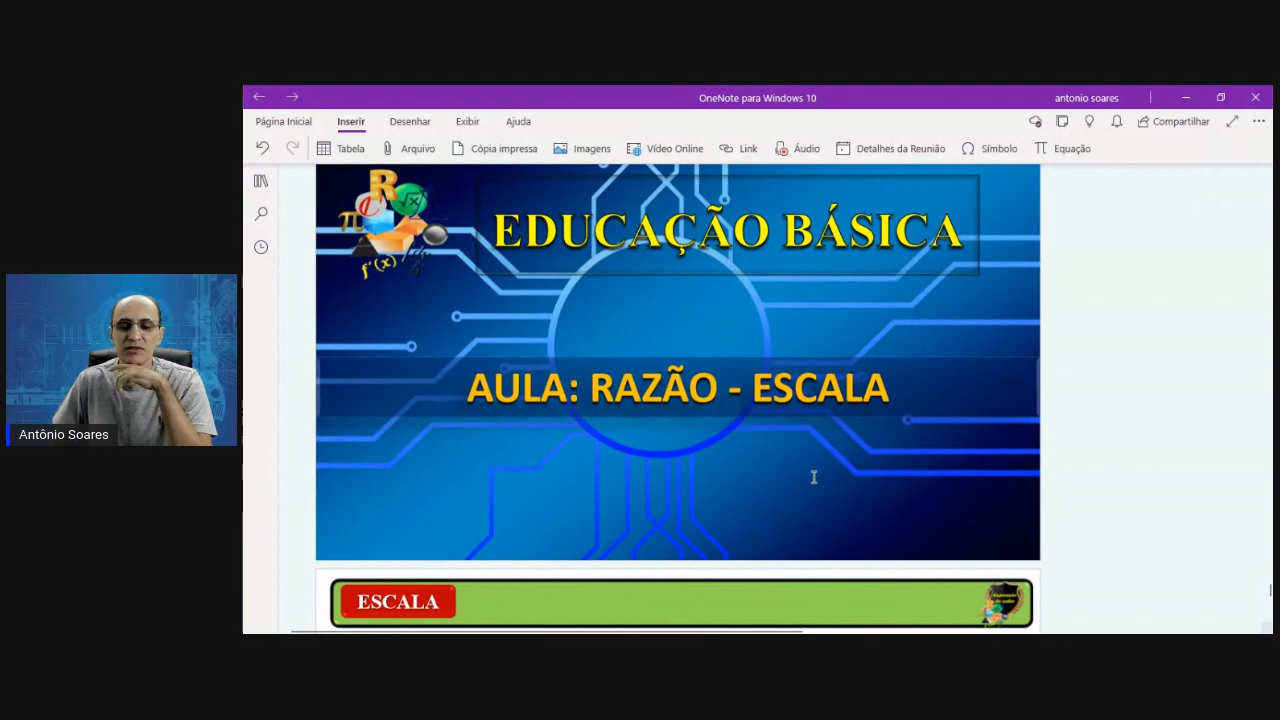 OneNote para Windows 10
antonio soares
Página Inicial
Inserir
Desenhar
Exibir
Ajuda
Compartilhar
Tabela
Arquivo
Cópia impressa
Imagens
Vídeo Online
Link
Áudio
Detalhes da Reunião
Símbolo
Equação
R
π
√x
f'(x)
EDUCAÇÃO BÁSICA
AULA: RAZÃO - ESCALA
Antônio Soares
ESCALA